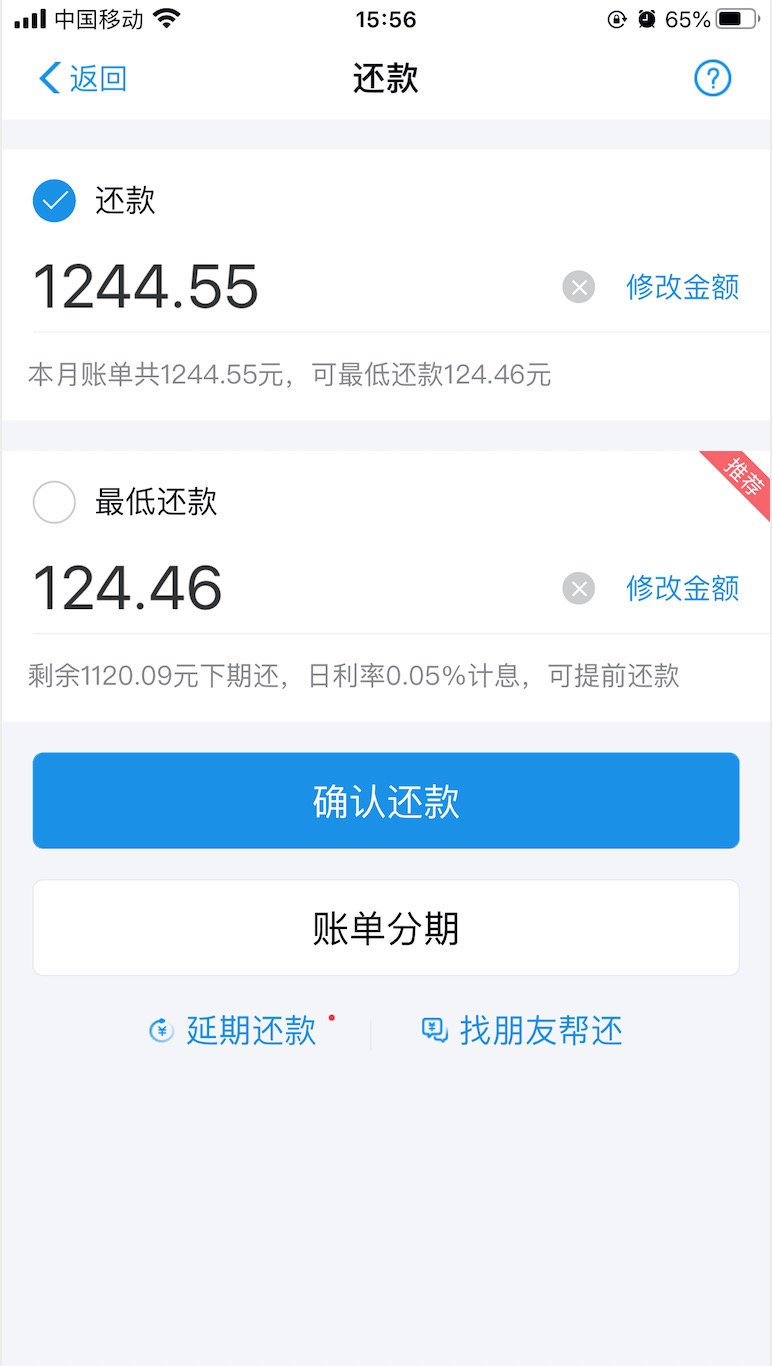 中国移动 15:56 65%
返回 还款
还款
1244.55 修改金额
本月账单共1244.55元，可最低还款124.46元
推荐
最低还款
124.46 修改金额
剩余1120.09元下期还，日利率0.05%计息，可提前还款
确认还款
账单分期
延期还款 找朋友帮还